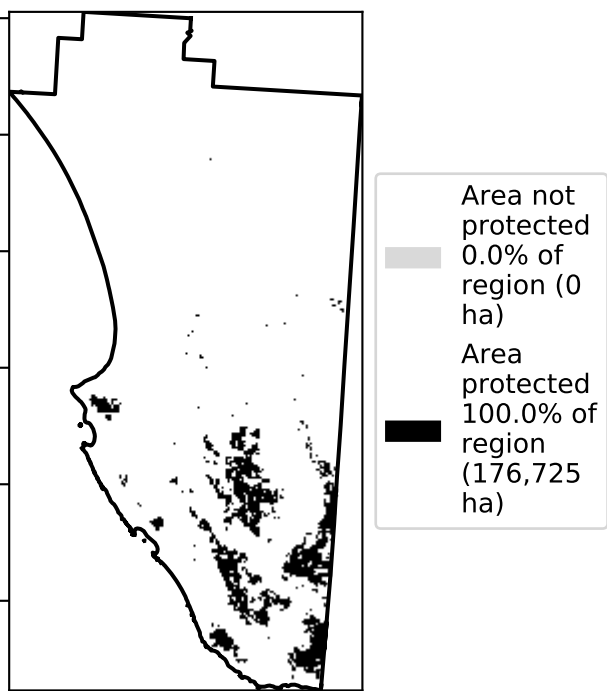 Area not
protected
0.0% of
region (0
ha)
Area
protected
100.0% of
region
(176,725
ha)